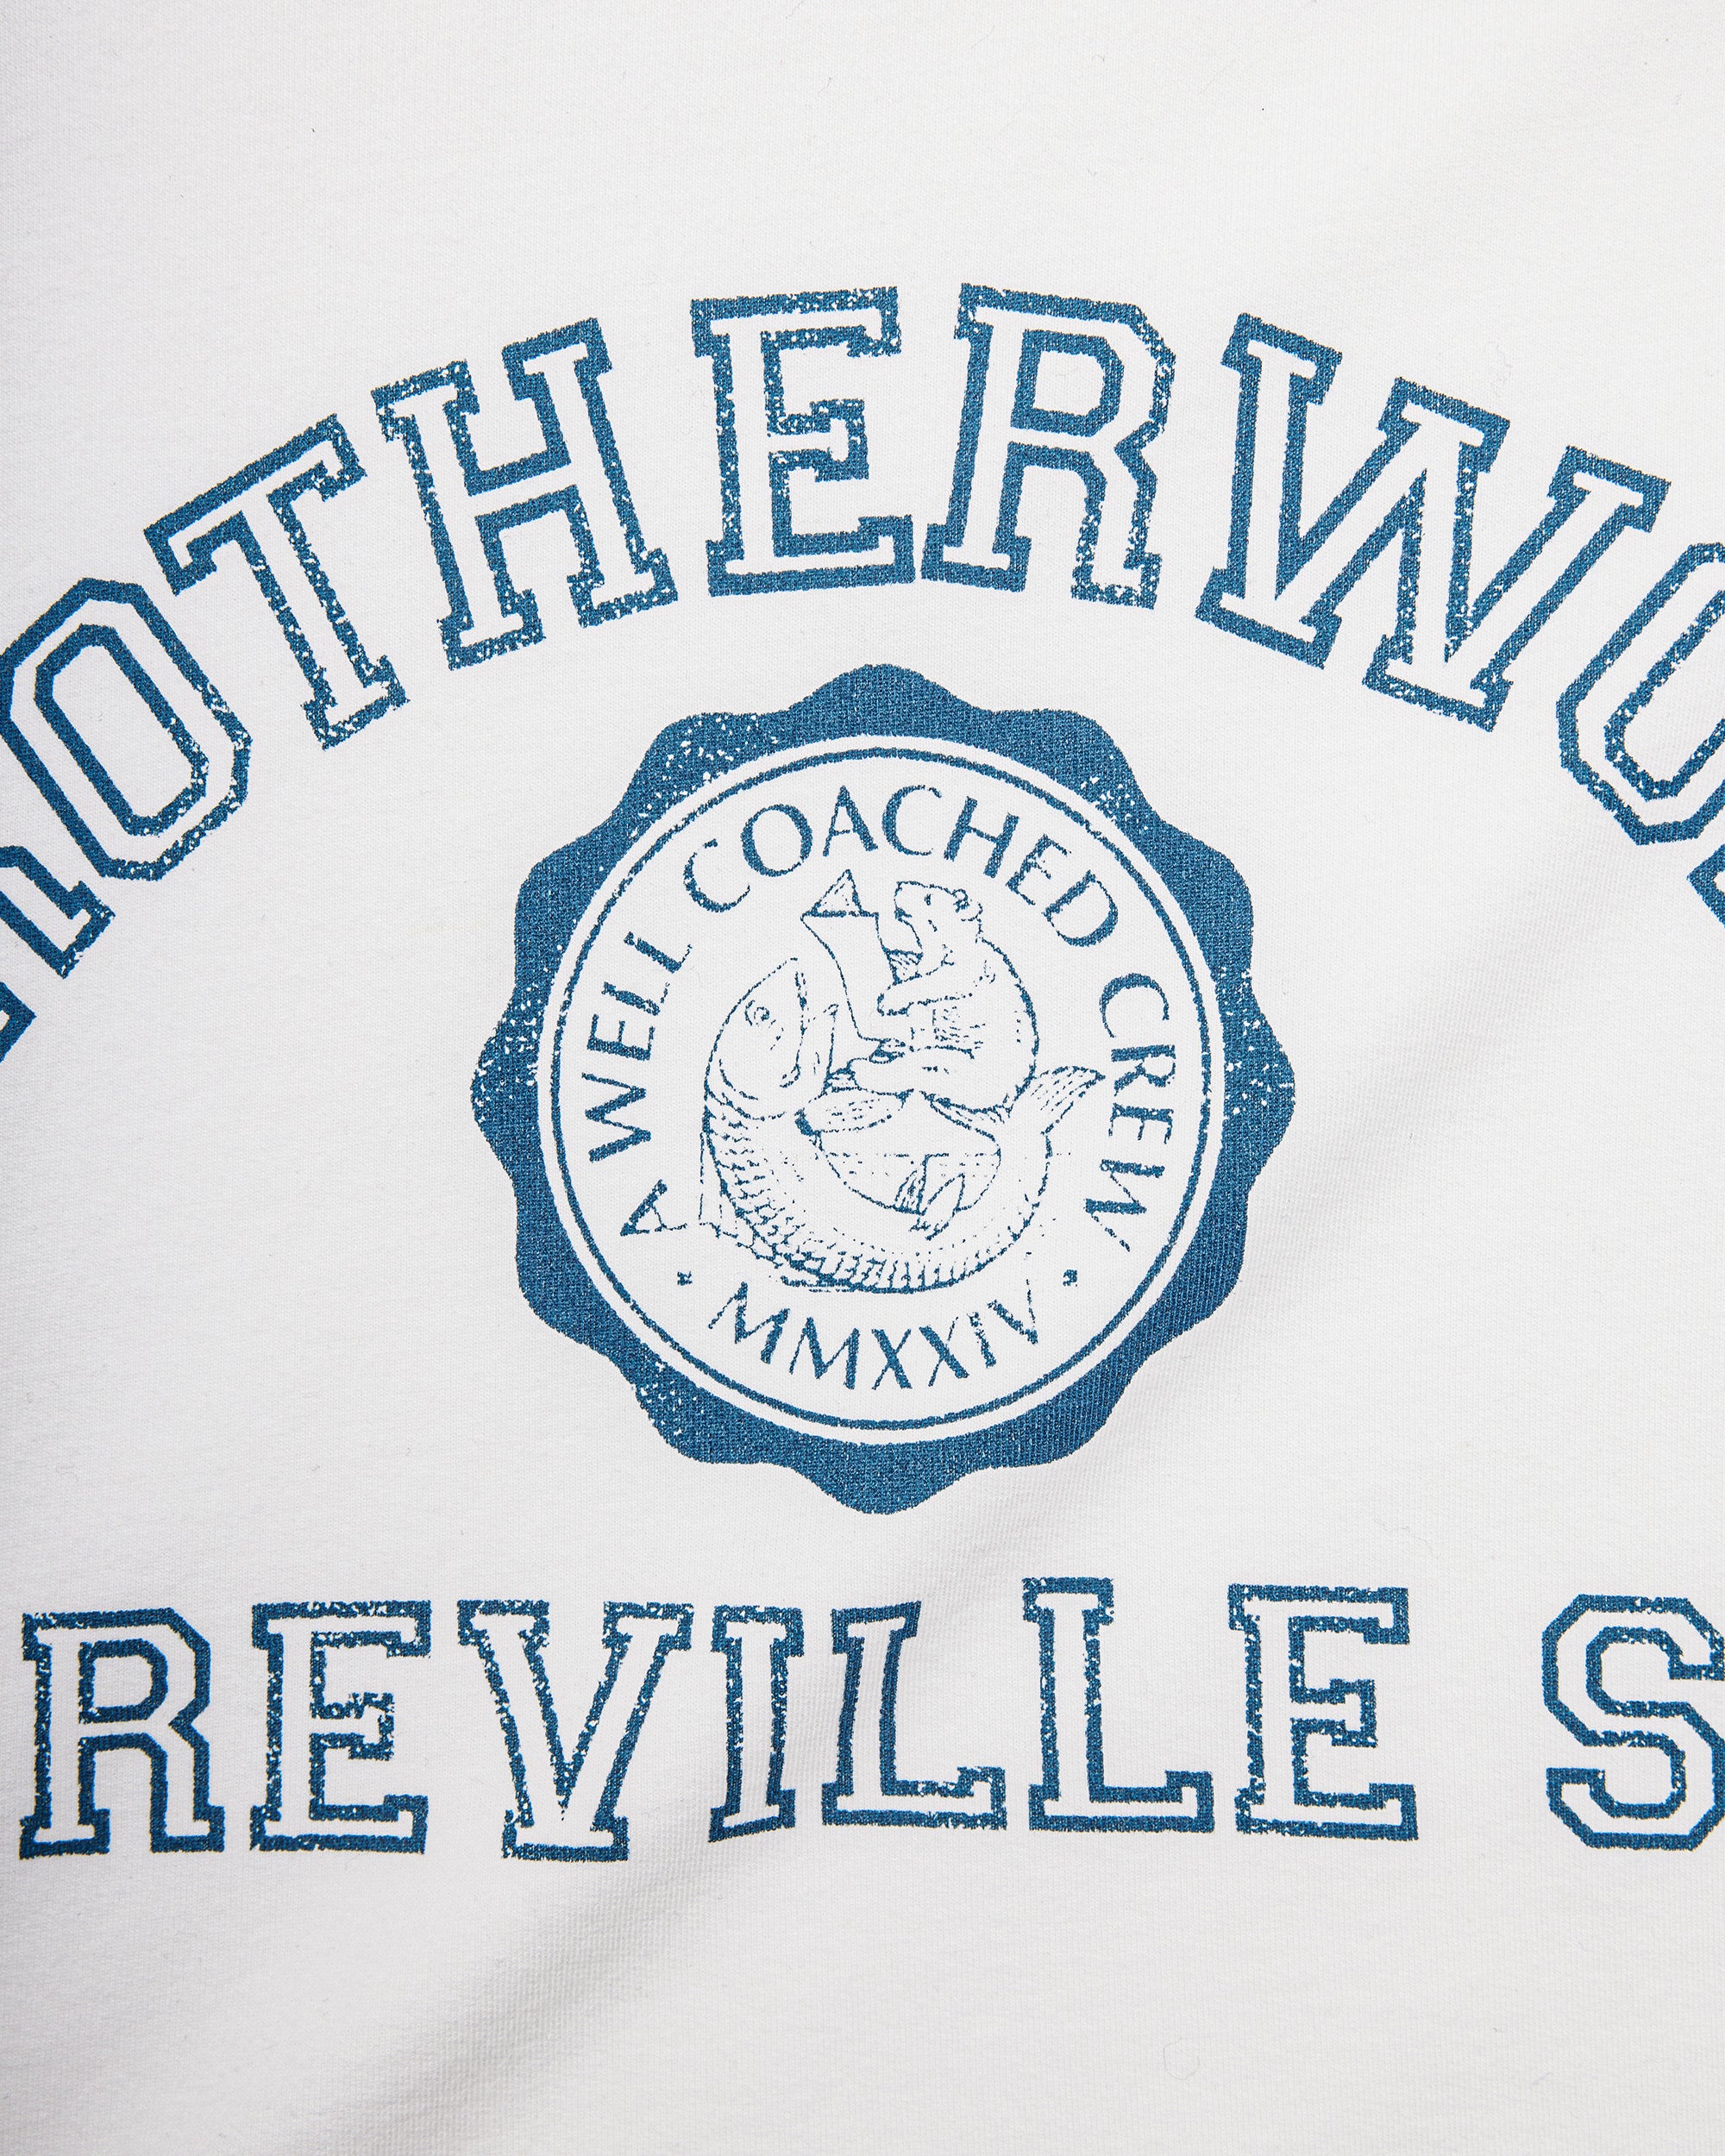 OTHERWO
A WELL COACHED CREW
· MMXXIV ·
REVILLE S